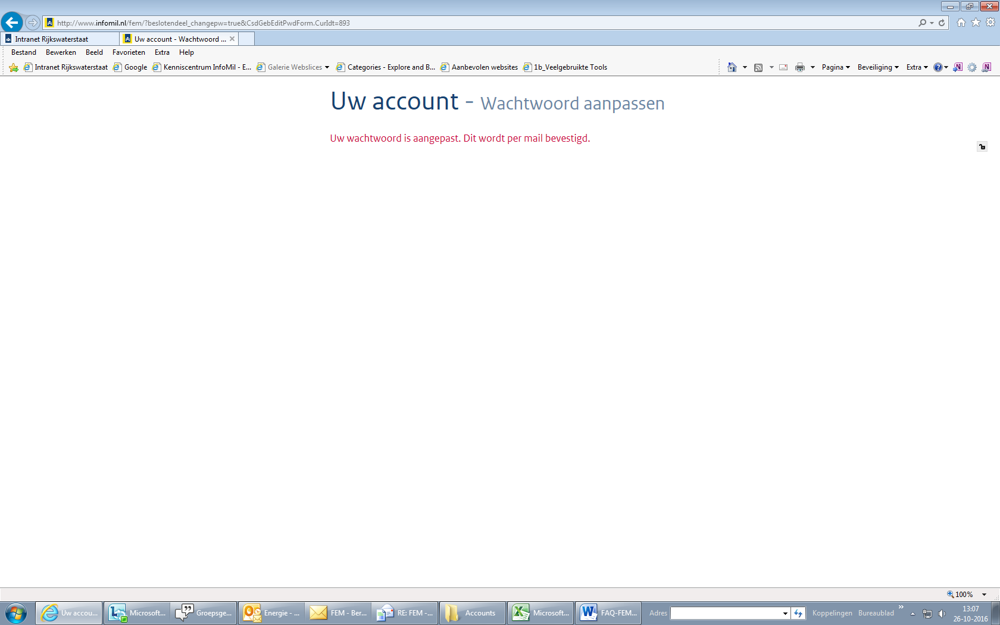 http://www.infomil.nl/fem/?beslotendeel_changepw=true&CsdGebEditPwdForm.CurIdt=893
Intranet Rijkswaterstaat
Uw account - Wachtwoord ...
Bestand Bewerken Beeld Favorieten Extra Help
Intranet Rijkswaterstaat Google Kenniscentrum InfoMil - E... Galerie Webslices Categories - Explore and B... Aanbevolen websites 1b_Veelgebruikte Tools Pagina Beveiliging Extra
Uw account - Wachtwoord aanpassen
Uw wachtwoord is aangepast. Dit wordt per mail bevestigd.
100%
Uw accou... Microsoft... Groepsge... Energie - ... FEM - Ber... RE: FEM -... Accounts Microsoft... FAQ-FEM... Adres Koppelingen Bureaublad » 13:07
26-10-2016